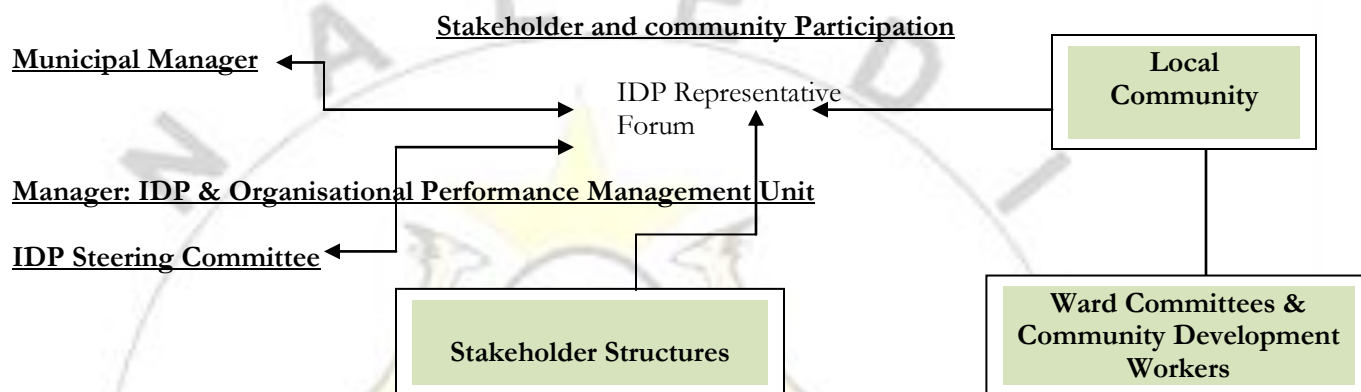 Stakeholder and community Participation
Municipal Manager
Local
Community
IDP Representative
Forum
Manager: IDP & Organisational Performance Management Unit
IDP Steering Committee
Stakeholder Structures
Ward Committees &
Community Development
Workers
NALEDI